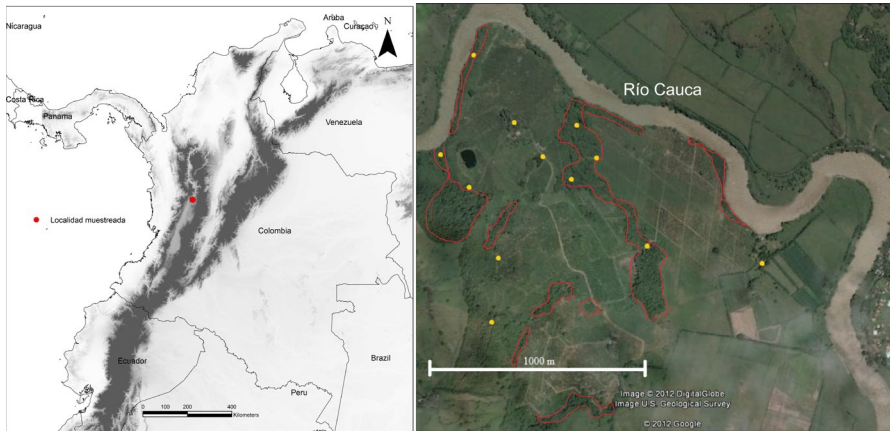 Nicaragua
Aruba
Curaçao
N
Costa Rica
Panama
Venezuela
Localidad muestreada
Colombia
Ecuador
Brazil
Peru
0 100 200 400
Kilometers
Río Cauca
1000 m
Image © 2012 DigitalGlobe
Image U.S. Geological Survey
© 2012 Google